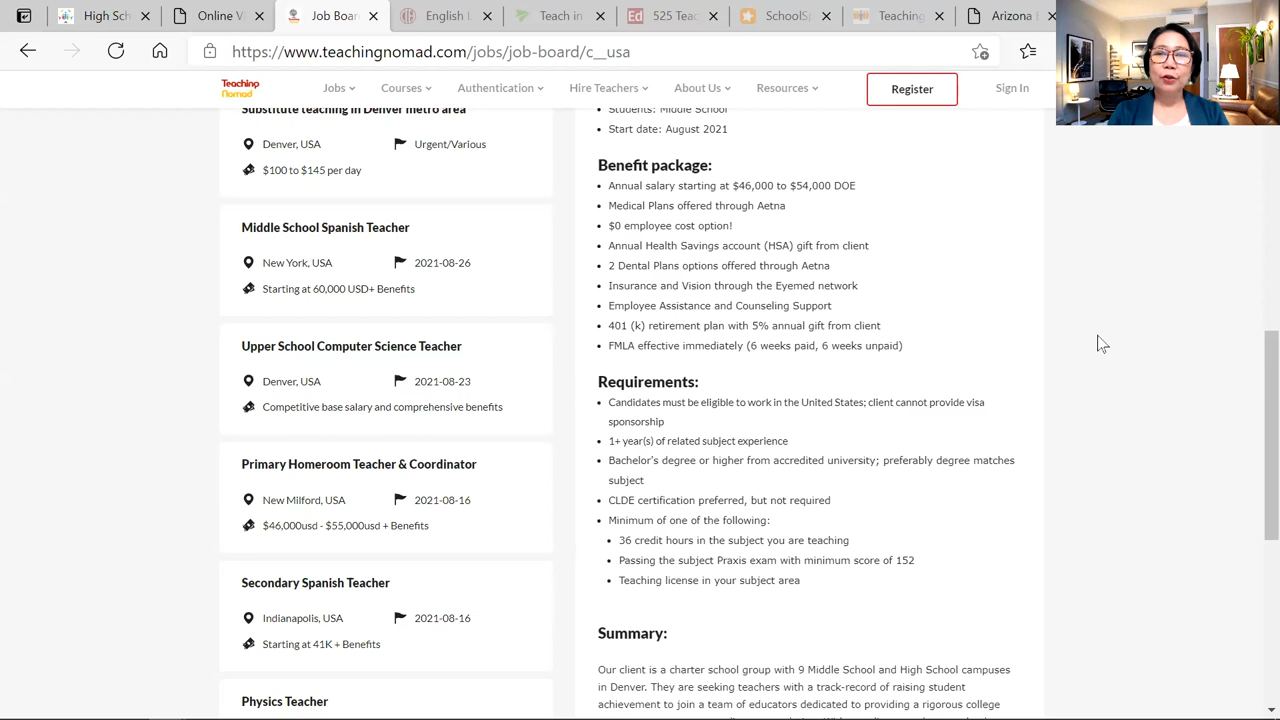 High Sc
Online V
Job Boar
English
Teach in
525 Teac
SchoolSp
Teaching
Arizona E
https://www.teachingnomad.com/jobs/job-board/c__usa
Teaching
Nomad
Jobs
Courses
Authentication
Hire Teachers
About Us
Resources
Register
Sign In
Substitute teaching in Denver metro area
Denver, USA
Urgent/Various
$100 to $145 per day
Middle School Spanish Teacher
New York, USA
2021-08-26
Starting at 60,000 USD+ Benefits
Upper School Computer Science Teacher
Denver, USA
2021-08-23
Competitive base salary and comprehensive benefits
Primary Homeroom Teacher & Coordinator
New Milford, USA
2021-08-16
$46,000usd - $55,000usd + Benefits
Secondary Spanish Teacher
Indianapolis, USA
2021-08-16
Starting at 41K + Benefits
Physics Teacher
Students: Middle School
Start date: August 2021
Benefit package:
Annual salary starting at $46,000 to $54,000 DOE
Medical Plans offered through Aetna
$0 employee cost option!
Annual Health Savings account (HSA) gift from client
2 Dental Plans options offered through Aetna
Insurance and Vision through the Eyemed network
Employee Assistance and Counseling Support
401 (k) retirement plan with 5% annual gift from client
FMLA effective immediately (6 weeks paid, 6 weeks unpaid)
Requirements:
Candidates must be eligible to work in the United States; client cannot provide visa
sponsorship
1+ year(s) of related subject experience
Bachelor's degree or higher from accredited university; preferably degree matches
subject
CLDE certification preferred, but not required
Minimum of one of the following:
36 credit hours in the subject you are teaching
Passing the subject Praxis exam with minimum score of 152
Teaching license in your subject area
Summary:
Our client is a charter school group with 9 Middle School and High School campuses
in Denver. They are seeking teachers with a track-record of raising student
achievement to join a team of educators dedicated to providing a rigorous college